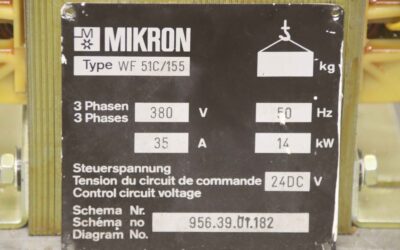 M MIKRON
Type WF 51C/155 kg
3 Phasen
3 Phases 380 V 50 Hz
35 A 14 kW
Steuerspannung
Tension du circuit de commande 24DC V
Control circuit voltage
Schema Nr.
Schéma no 956.39.01.182
Diagram No.